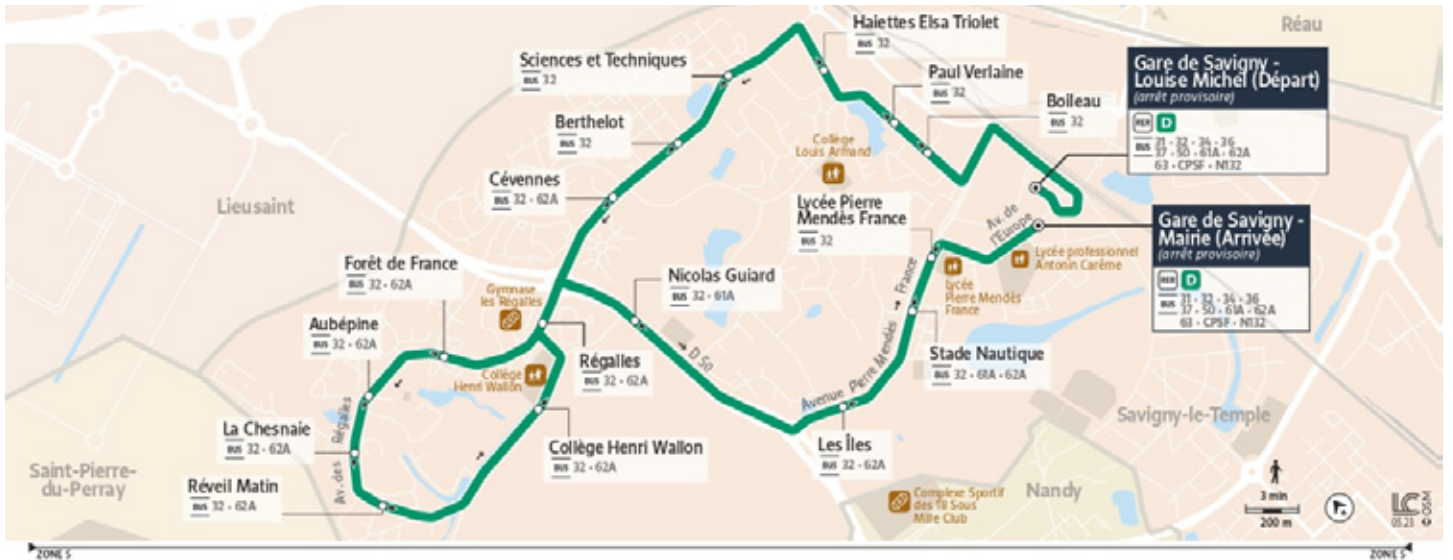 Haiettes Elsa Triolet
BUS 32
Réau
Sciences et Techniques
BUS 32
Paul Verlaine
BUS 32
Gare de Savigny -
Louise Michel (Départ)
(arrêt provisoire)
RER D
BUS 31 - 32 - 34 - 36
37 - 50 - 61A - 62A
63 - CPSF - N132
Boileau
BUS 32
Berthelot
BUS 32
Collège
Louis Armand
Cévennes
BUS 32 - 62A
Lieusaint
Lycée Pierre
Mendès France
BUS 32
Av. de
l'Europe
Gare de Savigny -
Mairie (Arrivée)
(arrêt provisoire)
RER D
BUS 31 - 32 - 34 - 36
37 - 50 - 61A - 62A
63 - CPSF - N132
Lycée professionnel
Antonin Carême
Forêt de France
BUS 32 - 62A
Gymnase
les Régalles
Nicolas Guiard
BUS 32 - 61A
Lycée
Pierre Mendès
France
Aubépine
BUS 32 - 62A
D 50
Avenue Pierre Mendès France
Régalles
BUS 32 - 62A
Stade Nautique
BUS 32 - 61A - 62A
Collège
Henri Wallon
Savigny-le-Temple
La Chesnaie
BUS 32 - 62A
Av. des Régalles
Collège Henri Wallon
BUS 32 - 62A
Les Îles
BUS 32 - 62A
Saint-Pierre-
du-Perray
Réveil Matin
BUS 32 - 62A
Complexe Sportif
des 18 Sous
Mille Club
Nandy
3 min
200 m
LC
05.23
© OSM
ZONE 5
ZONE 5